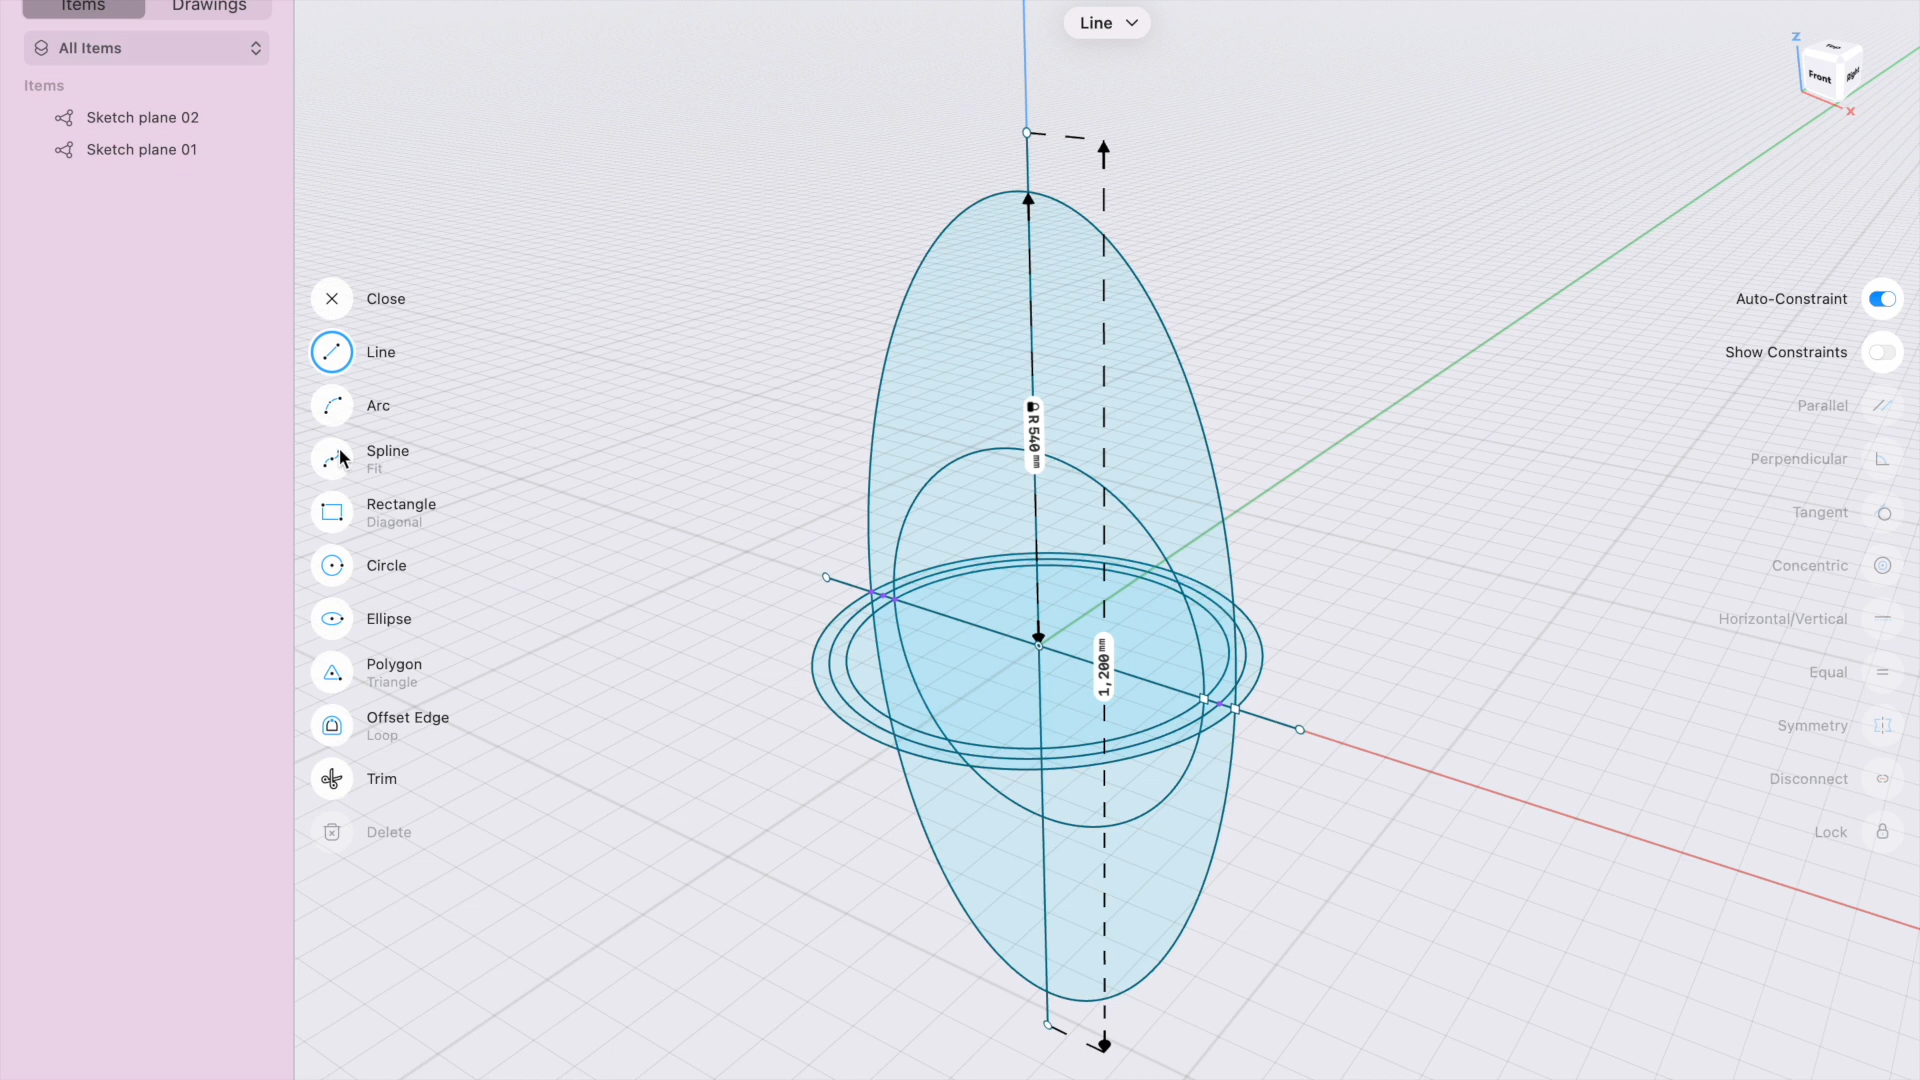 Items
Drawings
All Items
Items
Sketch plane 02
Sketch plane 01
Line
Z
Top
Front
Right
X
Close
Line
Arc
Spline
Fit
Rectangle
Diagonal
Circle
Ellipse
Polygon
Triangle
Offset Edge
Loop
Trim
Delete
R 540 mm
1,200 mm
Auto-Constraint
Show Constraints
Parallel
Perpendicular
Tangent
Concentric
Horizontal/Vertical
Equal
Symmetry
Disconnect
Lock